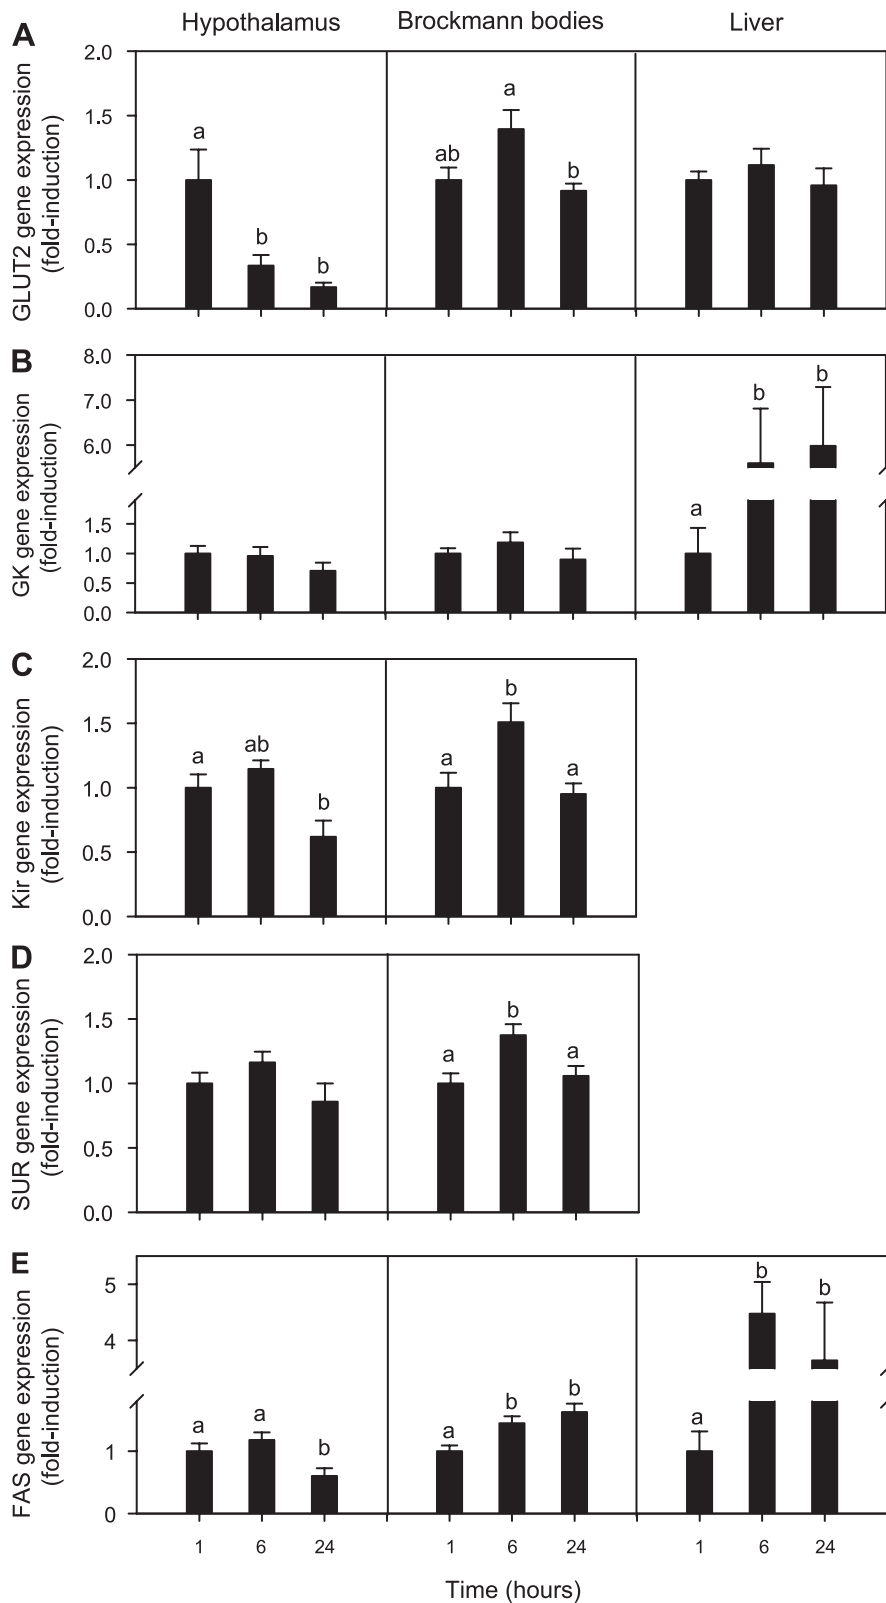 Hypothalamus Brockmann bodies Liver
A
GLUT2 gene expression
(fold-induction)
2.0
1.5
1.0
0.5
0.0
a b b
ab a b
B
GK gene expression
(fold-induction)
8.0
7.0
6.0
1.5
1.0
0.5
0.0
a b b
C
Kir gene expression
(fold-induction)
2.0
1.5
1.0
0.5
0.0
a ab b
a b a
D
SUR gene expression
(fold-induction)
2.0
1.5
1.0
0.5
0.0
a b a
E
FAS gene expression
(fold-induction)
5
4
1
0
a a b
a b b
a b b
1 6 24 1 6 24 1 6 24
Time (hours)